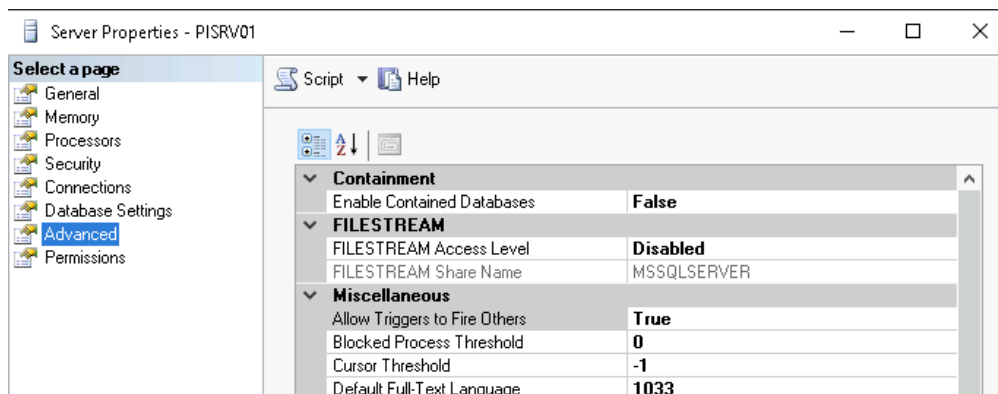 Server Properties - PISRV01
Select a page
General
Memory
Processors
Security
Connections
Database Settings
Advanced
Permissions
Script Help
Containment
Enable Contained Databases False
FILESTREAM
FILESTREAM Access Level Disabled
FILESTREAM Share Name MSSQLSERVER
Miscellaneous
Allow Triggers to Fire Others True
Blocked Process Threshold 0
Cursor Threshold -1
Default Full-Text Language 1033